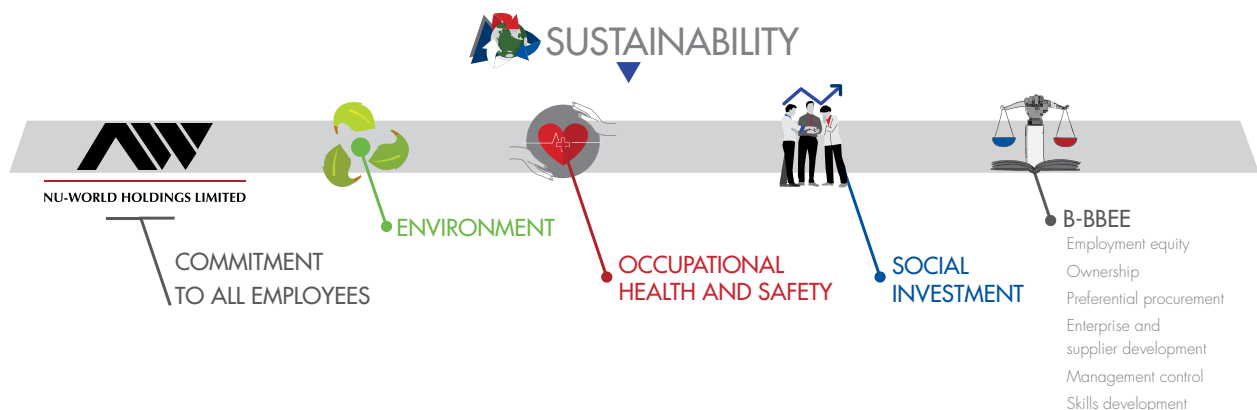 SUSTAINABILITY
NU-WORLD HOLDINGS LIMITED
COMMITMENT
TO ALL EMPLOYEES
ENVIRONMENT
OCCUPATIONAL
HEALTH AND SAFETY
SOCIAL
INVESTMENT
B-BBEE
Employment equity
Ownership
Preferential procurement
Enterprise and
supplier development
Management control
Skills development